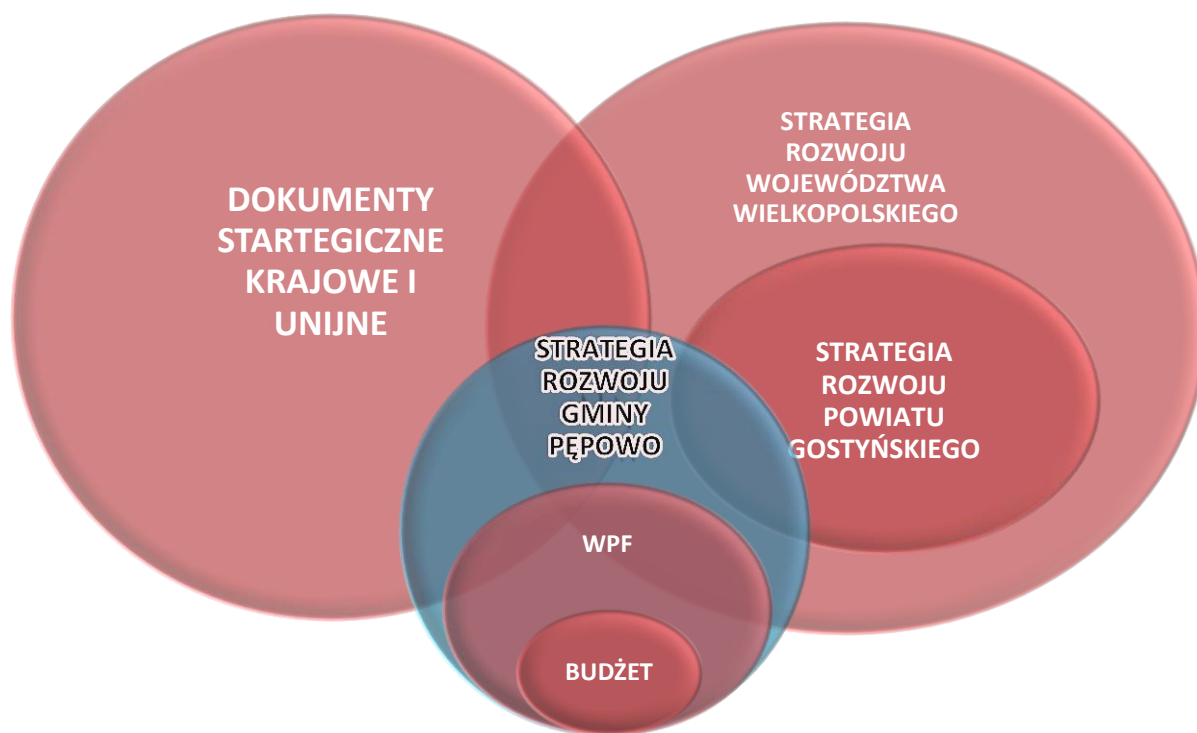 DOKUMENTY
STARTEGICZNE
KRAJOWE I
UNIJNE
STRATEGIA
ROZWOJU
WOJEWÓDZTWA
WIELKOPOLSKIEGO
STRATEGIA
ROZWOJU
POWIATU
GOSTYŃSKIEGO
STRATEGIA
ROZWOJU
GMINY
PĘPOWO
WPF
BUDŻET